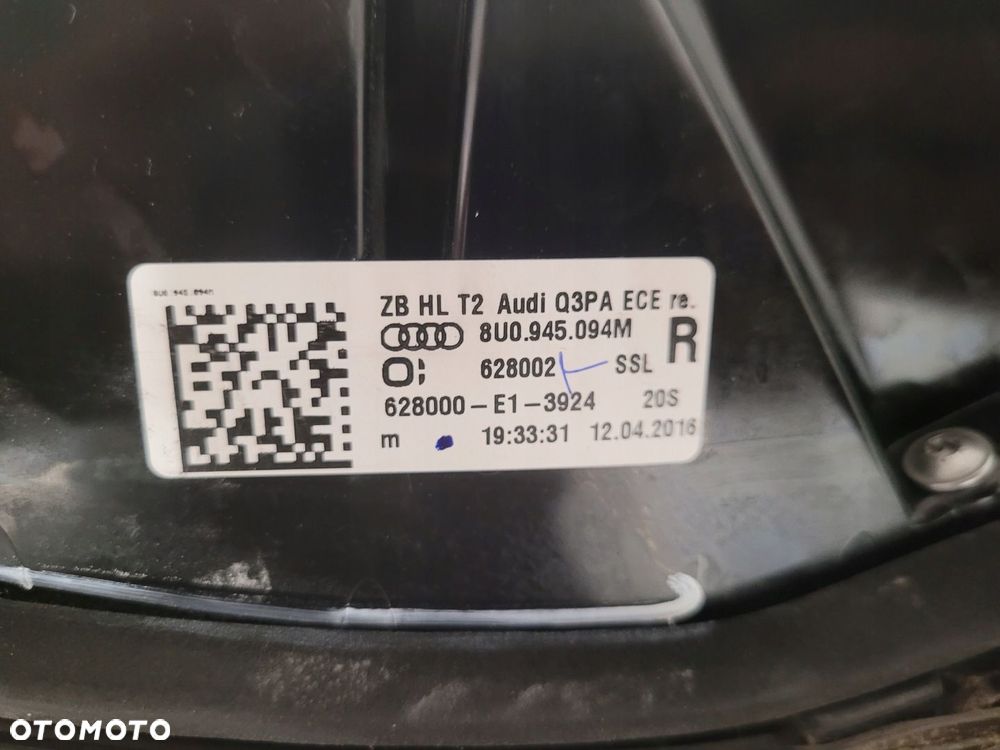 8U0.945.094M
ZB HL T2 Audi Q3PA ECE re.
8U0.945.094M
R
O;
628002 SSL
628000-E1-3924 20S
m 19:33:31 12.04.2016
OTOMOTO